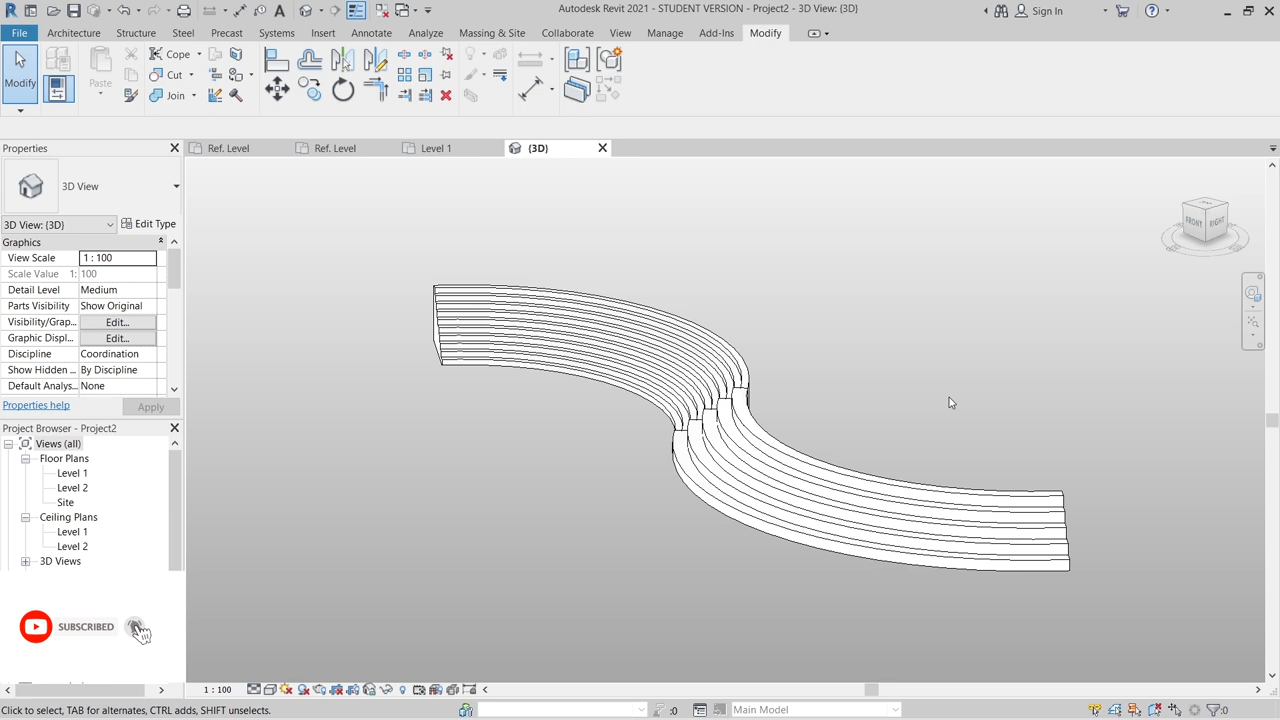 Autodesk Revit 2021 - STUDENT VERSION - Project2 - 3D View: {3D}
Sign In
File Architecture Structure Steel Precast Systems Insert Annotate Analyze Massing & Site Collaborate View Manage Add-Ins Modify
Modify
Paste
Cope
Cut
Join
Properties
Ref. Level
Ref. Level
Level 1
{3D}
3D View
3D View: {3D}
Edit Type
Graphics
View Scale 1 : 100
Scale Value 1: 100
Detail Level Medium
Parts Visibility Show Original
Visibility/Grap... Edit...
Graphic Displ... Edit...
Discipline Coordination
Show Hidden ... By Discipline
Default Analys... None
Properties help
Apply
Project Browser - Project2
Views (all)
Floor Plans
Level 1
Level 2
Site
Ceiling Plans
Level 1
Level 2
3D Views
FRONT
RIGHT
SUBSCRIBED
1 : 100
Click to select, TAB for alternates, CTRL adds, SHIFT unselects.
:0
Main Model
:0